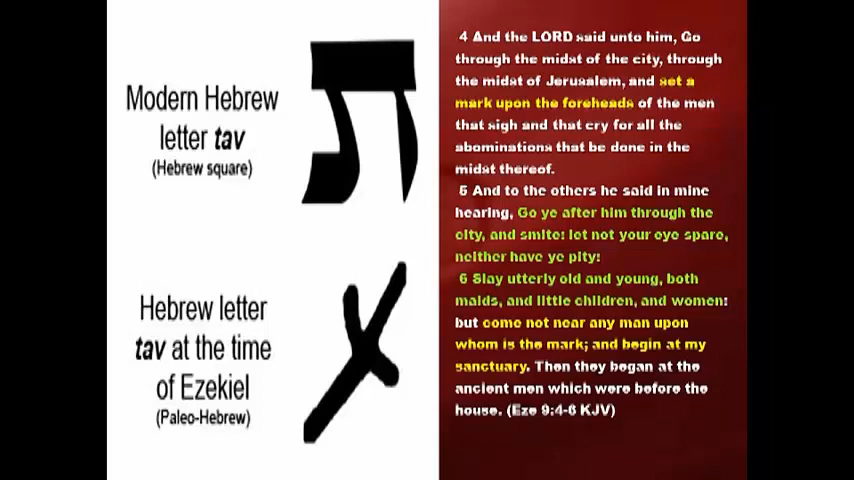 Modern Hebrew
letter tav
(Hebrew square)
ת
Hebrew letter
tav at the time
of Ezekiel
(Paleo-Hebrew)
4 And the LORD said unto him, Go
through the midst of the city, through
the midst of Jerusalem, and set a
mark upon the foreheads of the men
that sigh and that cry for all the
abominations that be done in the
midst thereof.
5 And to the others he said in mine
hearing, Go ye after him through the
city, and smite: let not your eye spare,
neither have ye pity:
6 Slay utterly old and young, both
maids, and little children, and women:
but come not near any man upon
whom is the mark; and begin at my
sanctuary. Then they began at the
ancient men which were before the
house. (Eze 9:4-6 KJV)